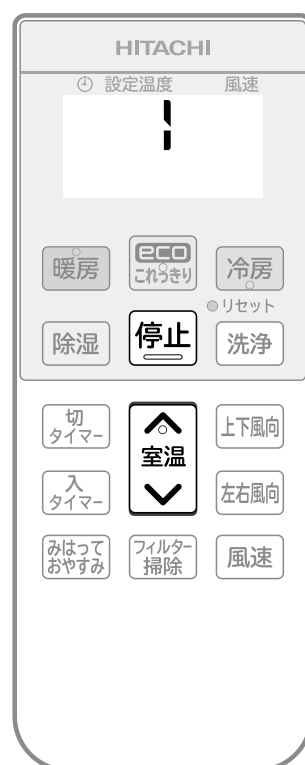 HITACHI
設定温度 風速
1
暖房
eco
これっきり
冷房
リセット
除湿
停止
洗浄
切
タイマー
室温
上下風向
入
タイマー
左右風向
みはって
おやすみ
フィルター
掃除
風速